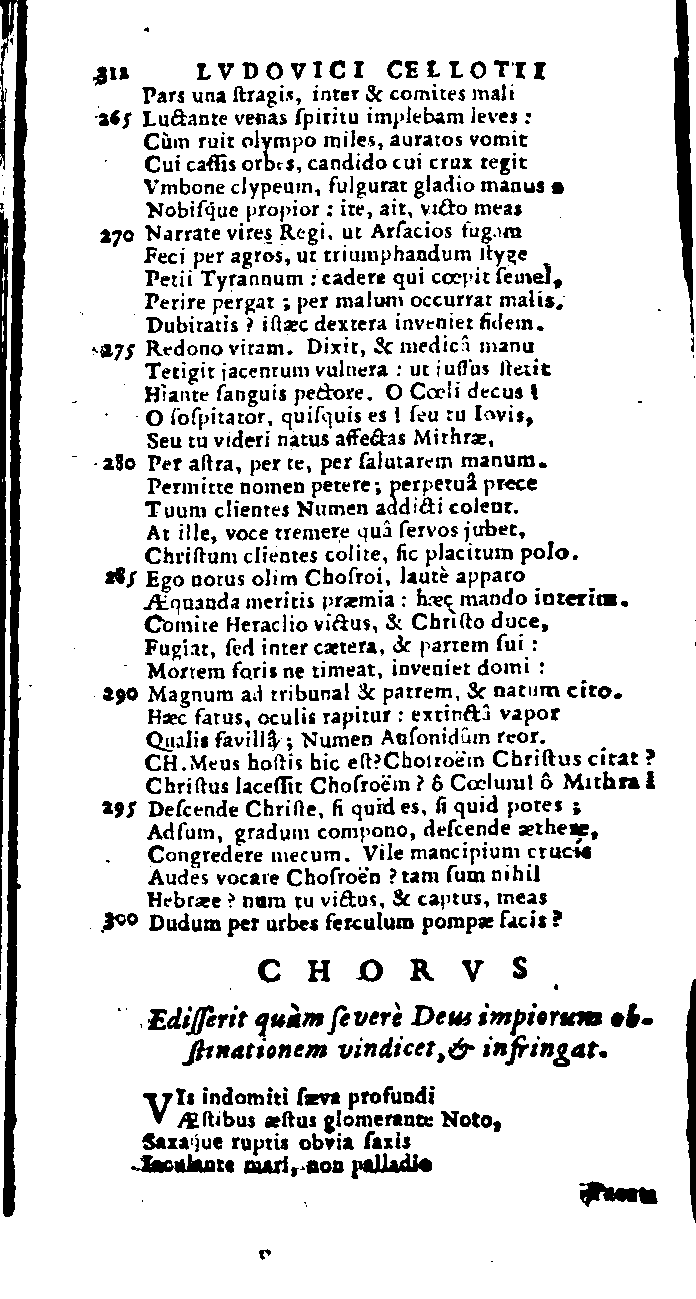 312 LVDOVICI CELLOTII
Pars una ſtragis, inter & comites mali
265 Luctante venas ſpiritu implebam leves :
Cùm ruit olympo miles, auratos vomit
Cui caſſis orbes, candido cui crux tegit
Vmbone clypeum, fulgurat gladio manus
Nobiſque propior : ite, ait, victo meas
270 Narrate vires Regi, ut Arſacios fugam
Feci per agros, ut triumphandum ſtyge
Petii Tyrannum : cadere qui cœpit ſemel,
Perire pergat ; per malum occurrat malis.
Dubitatis ? iſtæc dextera inveniet fidem.
275 Redono vitam. Dixit, & medicâ manu
Tetigit jacentum vulnera : ut juſſus ſtetit
Hiante ſanguis pectore. O Cœli decus !
O ſoſpitator, quiſquis es ! ſeu tu Iovis,
Seu tu videri natus affectas Mithræ,
280 Per aſtra, per te, per ſalutarem manum.
Permitte nomen petere ; perpetuâ prece
Tuum clientes Numen addicti colent.
At ille, voce tremere quâ ſervos jubet,
Chriſtum clientes colite, ſic placitum polo.
285 Ego notus olim Choſroi, lautè apparo
Æquanda meritis præmia : hæc mando interim.
Comite Heraclio victus, & Chriſto duce,
Fugiat, ſed inter cætera, & partem ſui :
Mortem foris ne timeat, inveniet domi :
290 Magnum ad tribunal & patrem, & natum cito.
Hæc fatus, oculis rapitur : extinctâ vapor
Qualis favillâ ; Numen Auſonidûm reor.
CH. Meus hoſtis hic eſt? Choſroëm Chriſtus citat ?
Chriſtus laceſſit Choſroëm ? ô Cœlum! ô Mithra !
295 Deſcende Chriſte, ſi quid es, ſi quid potes ;
Adſum, gradum compono, deſcende æthere,
Congredere mecum. Vile mancipium crucis
Audes vocare Choſroën ? tam ſum nihil
Hebræe ? num tu victus, & captus, meas
300 Dudum per urbes ferculum pompæ facis ?
CHORVS
Ediſſerit quàm ſeverè Deus impiorum ob-
ſtinationem vindicet, & infringat.
VIs indomiti ſæva profundi
Æſtibus æſtus glomerante Noto,
Saxaque ruptis obvia ſaxis
Iaculante mari, non palladio